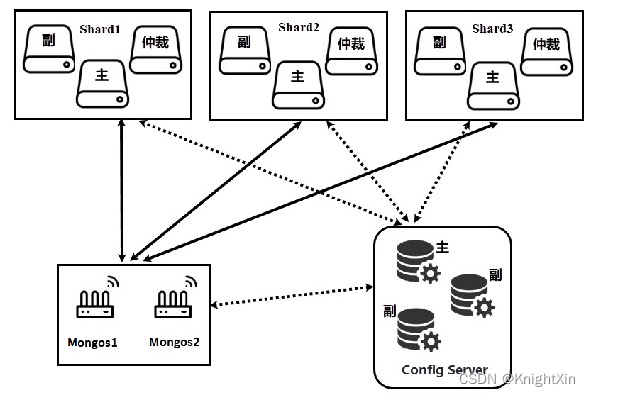 Shard1
副
仲裁
主
Shard2
副
仲裁
主
Shard3
副
仲裁
主
Mongos1
Mongos2
主
副
副
Config Server
CSDN @KnightXin